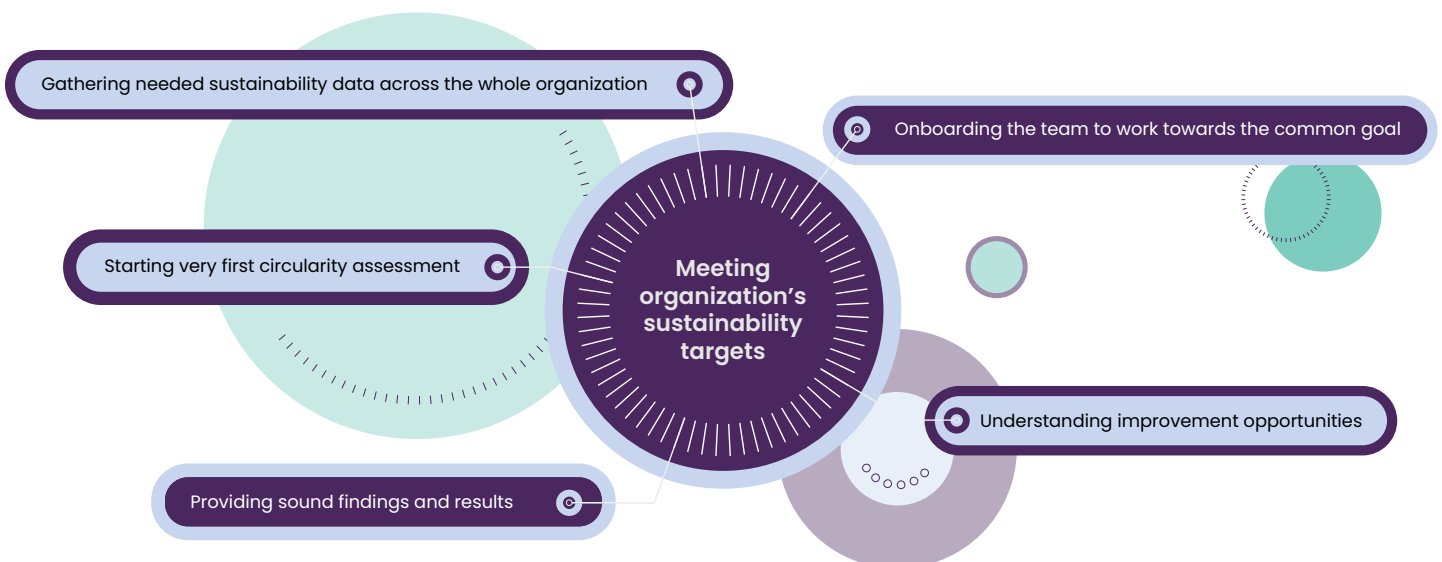 Gathering needed sustainability data across the whole organization
Onboarding the team to work towards the common goal
Starting very first circularity assessment
Meeting
organization’s
sustainability
targets
Understanding improvement opportunities
Providing sound findings and results